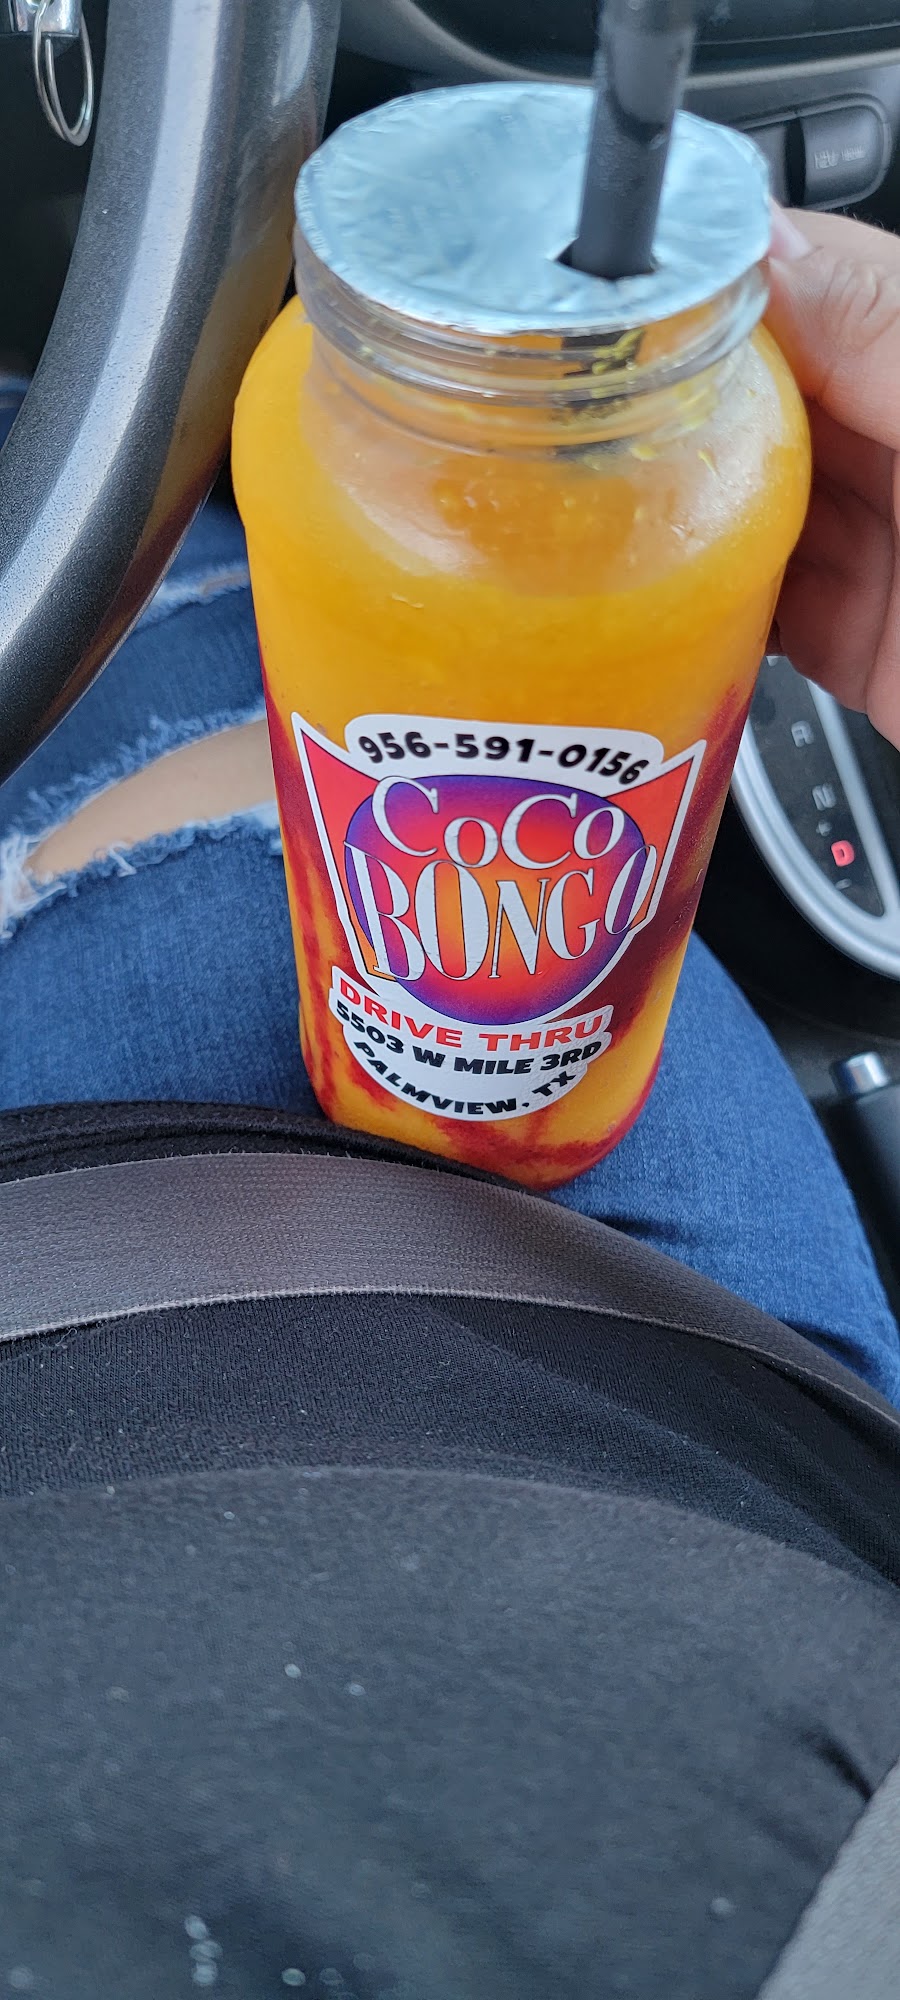 956-591-0156
COCO
BONGO
DRIVE THRU
5503 W MILE 3RD
PALMVIEW, TX
R
N
D